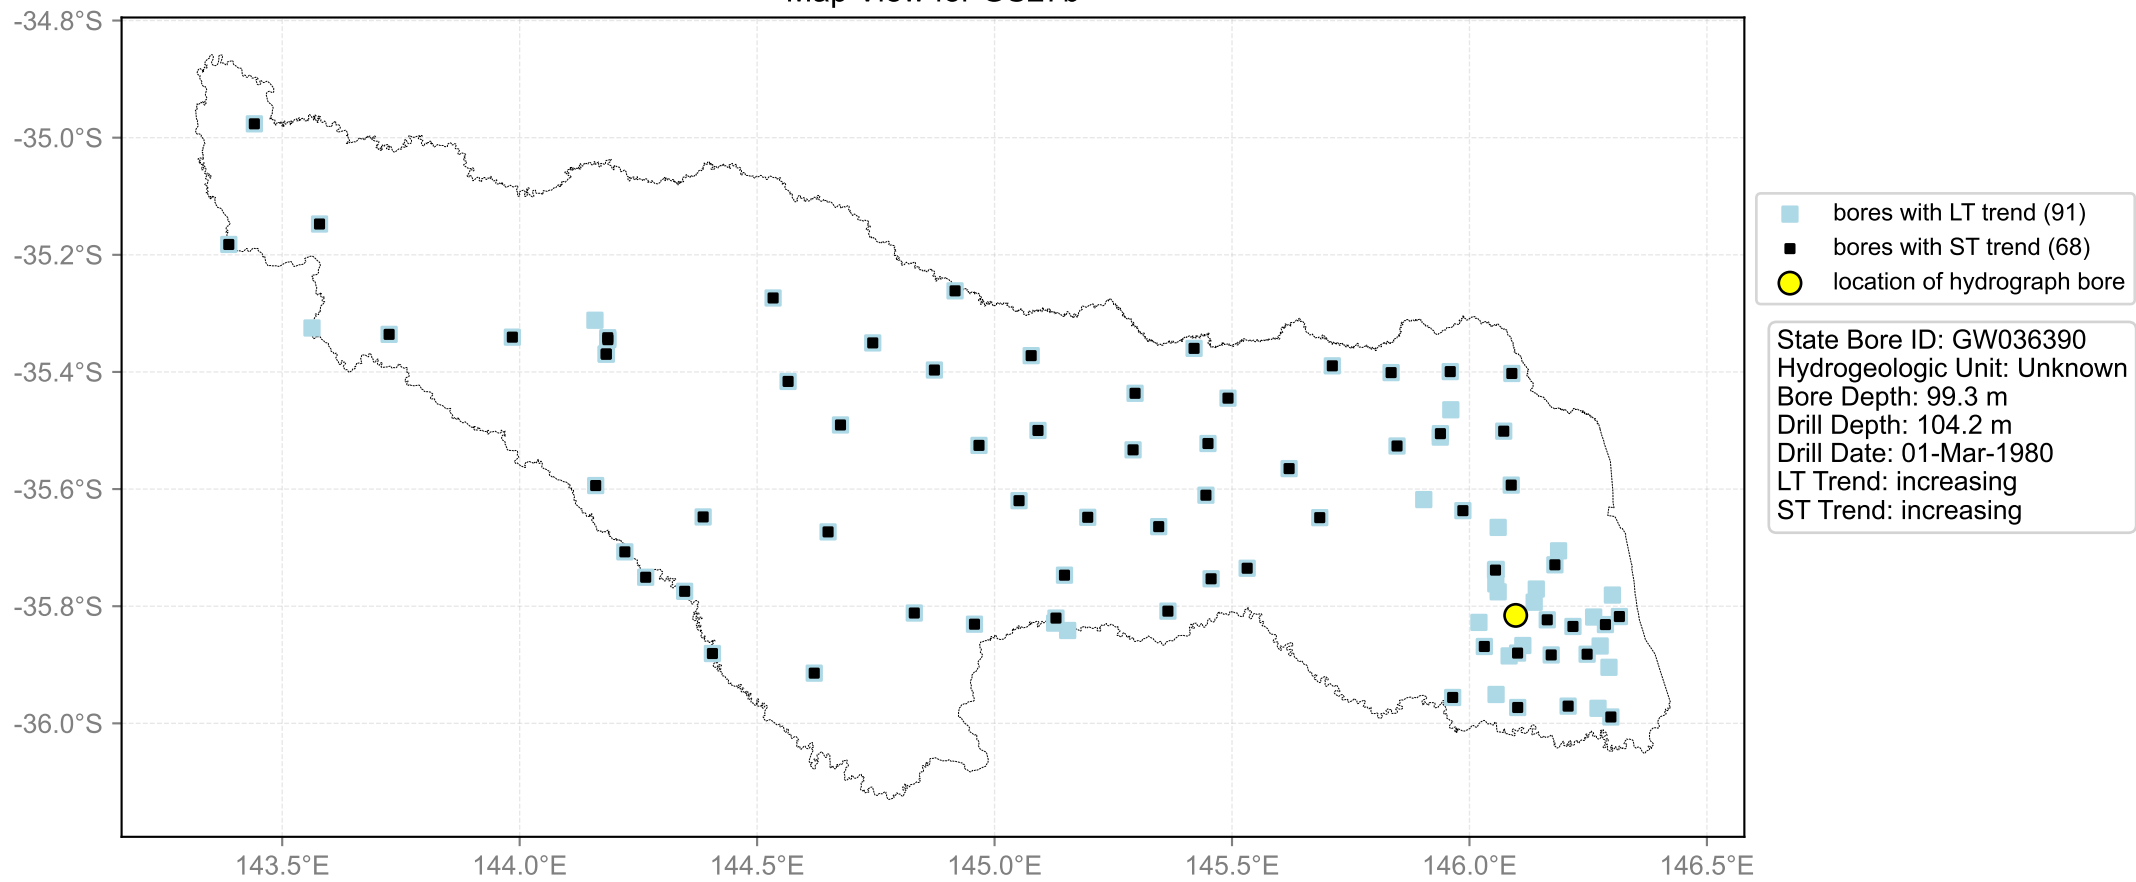 -34.8°S
-35.0°S
-35.2°S
-35.4°S
-35.6°S
-35.8°S
-36.0°S
143.5°E
144.0°E
144.5°E
145.0°E
145.5°E
146.0°E
146.5°E
bores with LT trend (91)
bores with ST trend (68)
location of hydrograph bore
State Bore ID: GW036390
Hydrogeologic Unit: Unknown
Bore Depth: 99.3 m
Drill Depth: 104.2 m
Drill Date: 01-Mar-1980
LT Trend: increasing
ST Trend: increasing